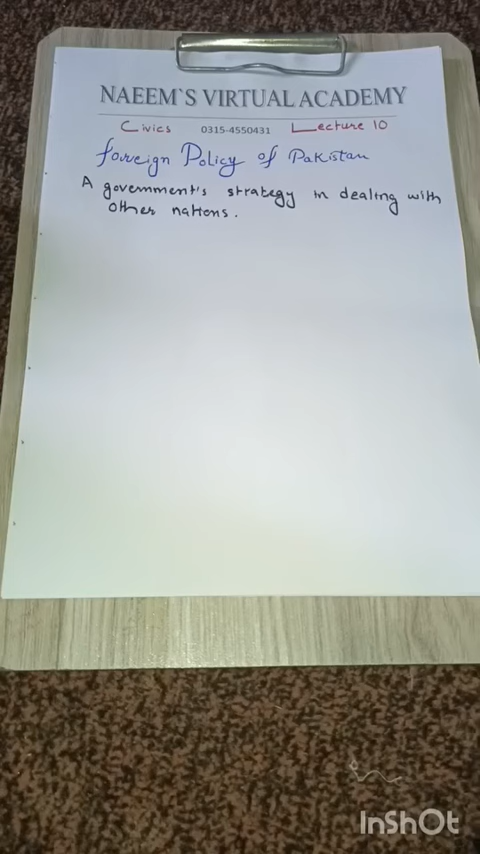 NAEEM`S VIRTUAL ACADEMY
Civics 0315-4550431 Lecture 10
Foreign Policy of Pakistan
A government's strategy in dealing with
other nations.
InShOt